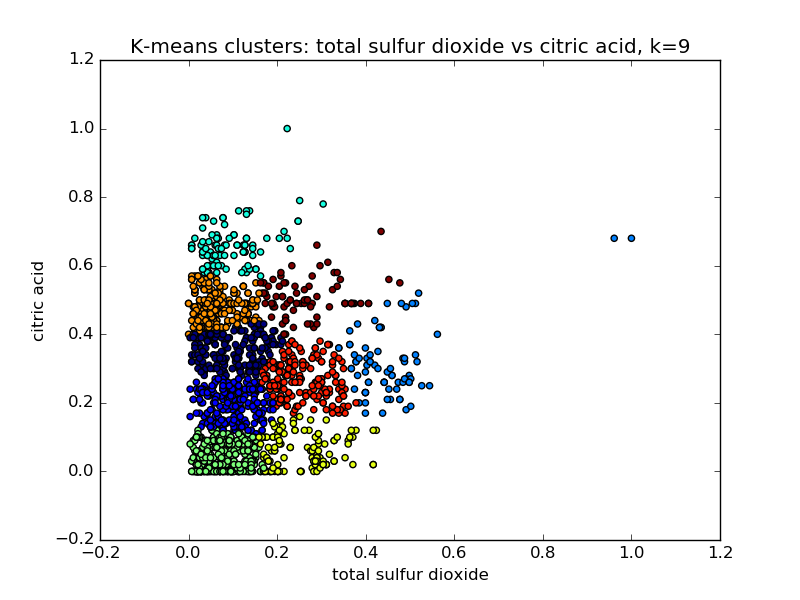 K-means clusters: total sulfur dioxide vs citric acid, k=9
1.2
1.0
0.8
0.6
0.4
0.2
0.0
−0.2
citric acid
−0.2 0.0 0.2 0.4 0.6 0.8 1.0 1.2
total sulfur dioxide